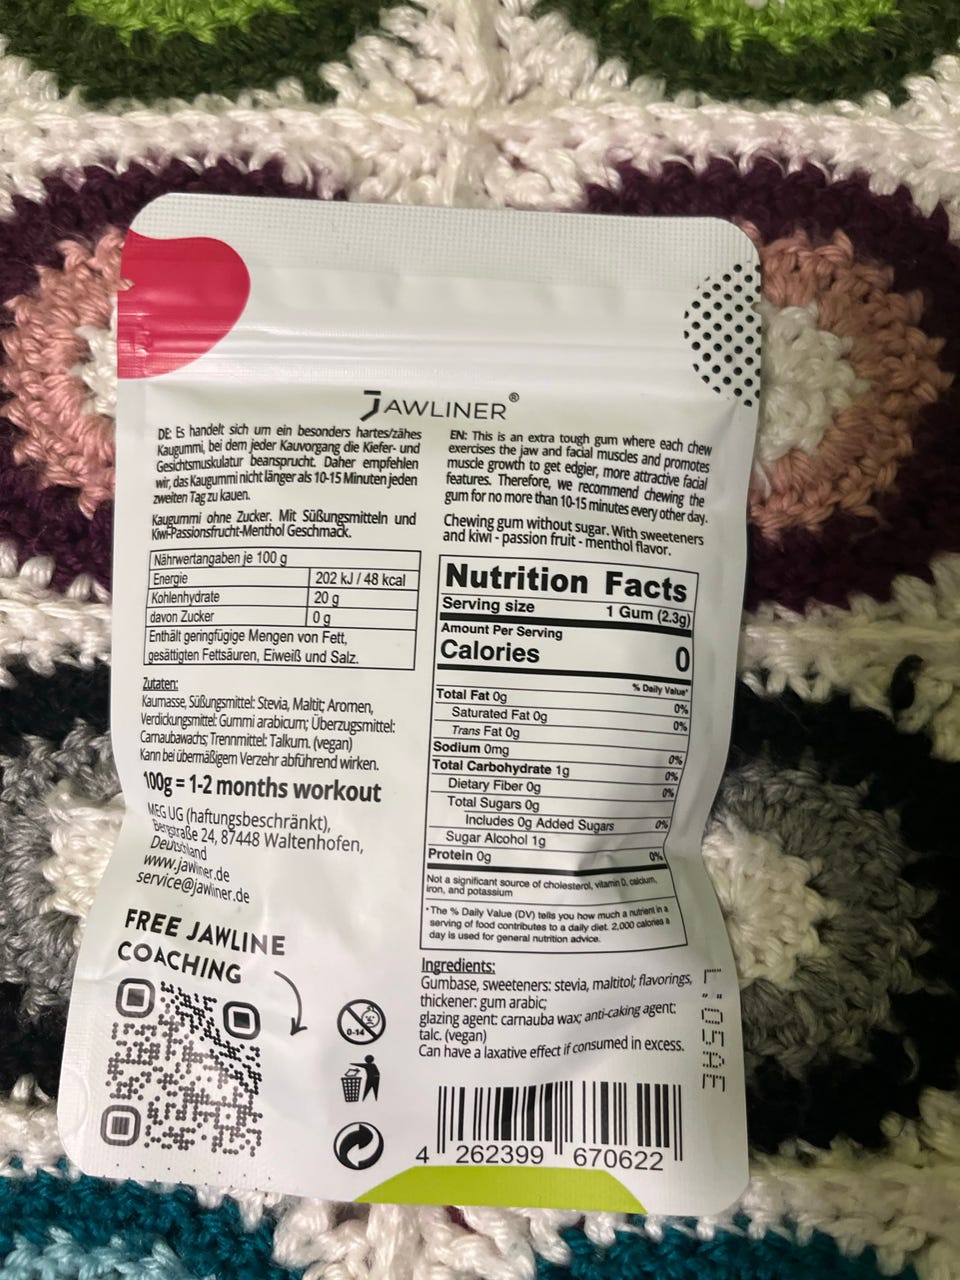 JAWLINER®
DE: Es handelt sich um ein besonders hartes/zähes
Kaugummi, bei dem jeder Kauvorgang die Kiefer- und
Gesichtsmuskulatur beansprucht. Daher empfehlen
wir, das Kaugummi nicht länger als 10-15 Minuten jeden
zweiten Tag zu kauen.
Kaugummi ohne Zucker. Mit Süßungsmitteln und
Kiwi-Passionsfrucht-Menthol Geschmack.
Nährwertangaben je 100 g
Energie 202 kJ / 48 kcal
Kohlenhydrate 20 g
davon Zucker 0 g
Enthält geringfügige Mengen von Fett,
gesättigten Fettsäuren, Eiweiß und Salz.
Zutaten:
Kaumasse, Süßungsmittel: Stevia, Maltit; Aromen,
Verdickungsmittel: Gummi arabicum; Überzugsmittel:
Carnaubawachs; Trennmittel: Talkum. (vegan)
Kann bei übermäßigem Verzehr abführend wirken.
100g = 1-2 months workout
MEG UG (haftungsbeschränkt),
Bergstraße 24, 87448 Waltenhofen,
Deutschland
www.jawliner.de
service@jawliner.de
FREE JAWLINE
COACHING
0-14
EN: This is an extra tough gum where each chew
exercises the jaw and facial muscles and promotes
muscle growth to get edgier, more attractive facial
features. Therefore, we recommend chewing the
gum for no more than 10-15 minutes every other day.
Chewing gum without sugar. With sweeteners
and kiwi - passion fruit - menthol flavor.
Nutrition Facts
Serving size 1 Gum (2.3g)
Amount Per Serving
Calories 0
% Daily Value*
Total Fat 0g 0%
Saturated Fat 0g 0%
Trans Fat 0g
Sodium 0mg 0%
Total Carbohydrate 1g 0%
Dietary Fiber 0g 0%
Total Sugars 0g
Includes 0g Added Sugars 0%
Sugar Alcohol 1g
Protein 0g 0%
Not a significant source of cholesterol, vitamin D, calcium,
iron, and potassium
*The % Daily Value (DV) tells you how much a nutrient in a
serving of food contributes to a daily diet. 2,000 calories a
day is used for general nutrition advice.
Ingredients:
Gumbase, sweeteners: stevia, maltitol; flavorings,
thickener: gum arabic;
glazing agent: carnauba wax; anti-caking agent:
talc. (vegan)
Can have a laxative effect if consumed in excess.
4 262399 670622